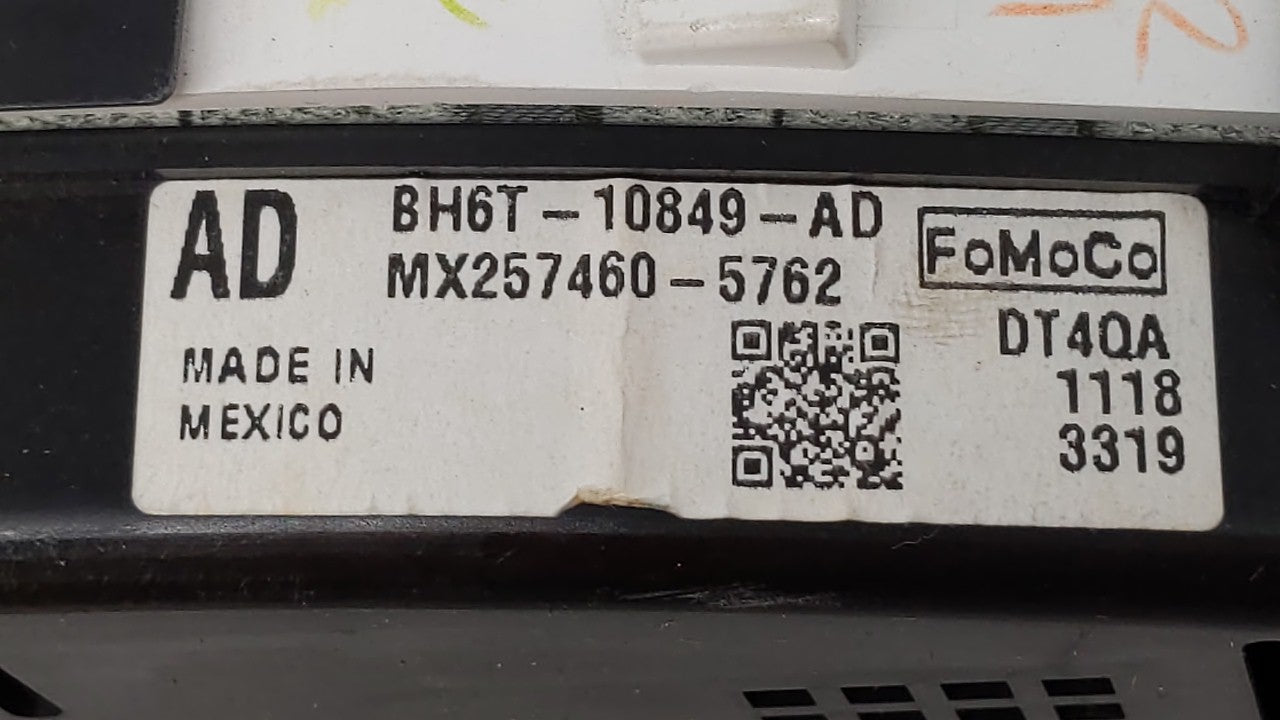 AD
BH6T-10849-AD
MX257460-5762
FoMoCo
DT4QA
1118
3319
MADE IN
MEXICO